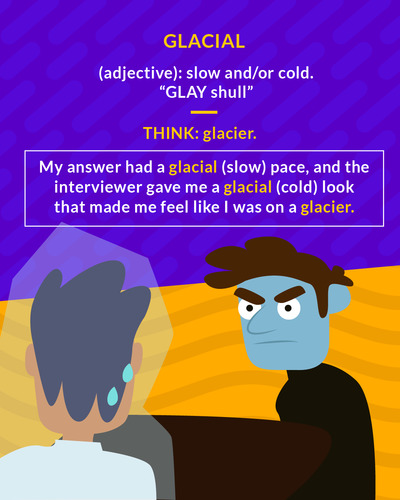 GLACIAL
(adjective): slow and/or cold.
“GLAY shull”
THINK: glacier.
My answer had a glacial (slow) pace, and the
interviewer gave me a glacial (cold) look
that made me feel like I was on a glacier.